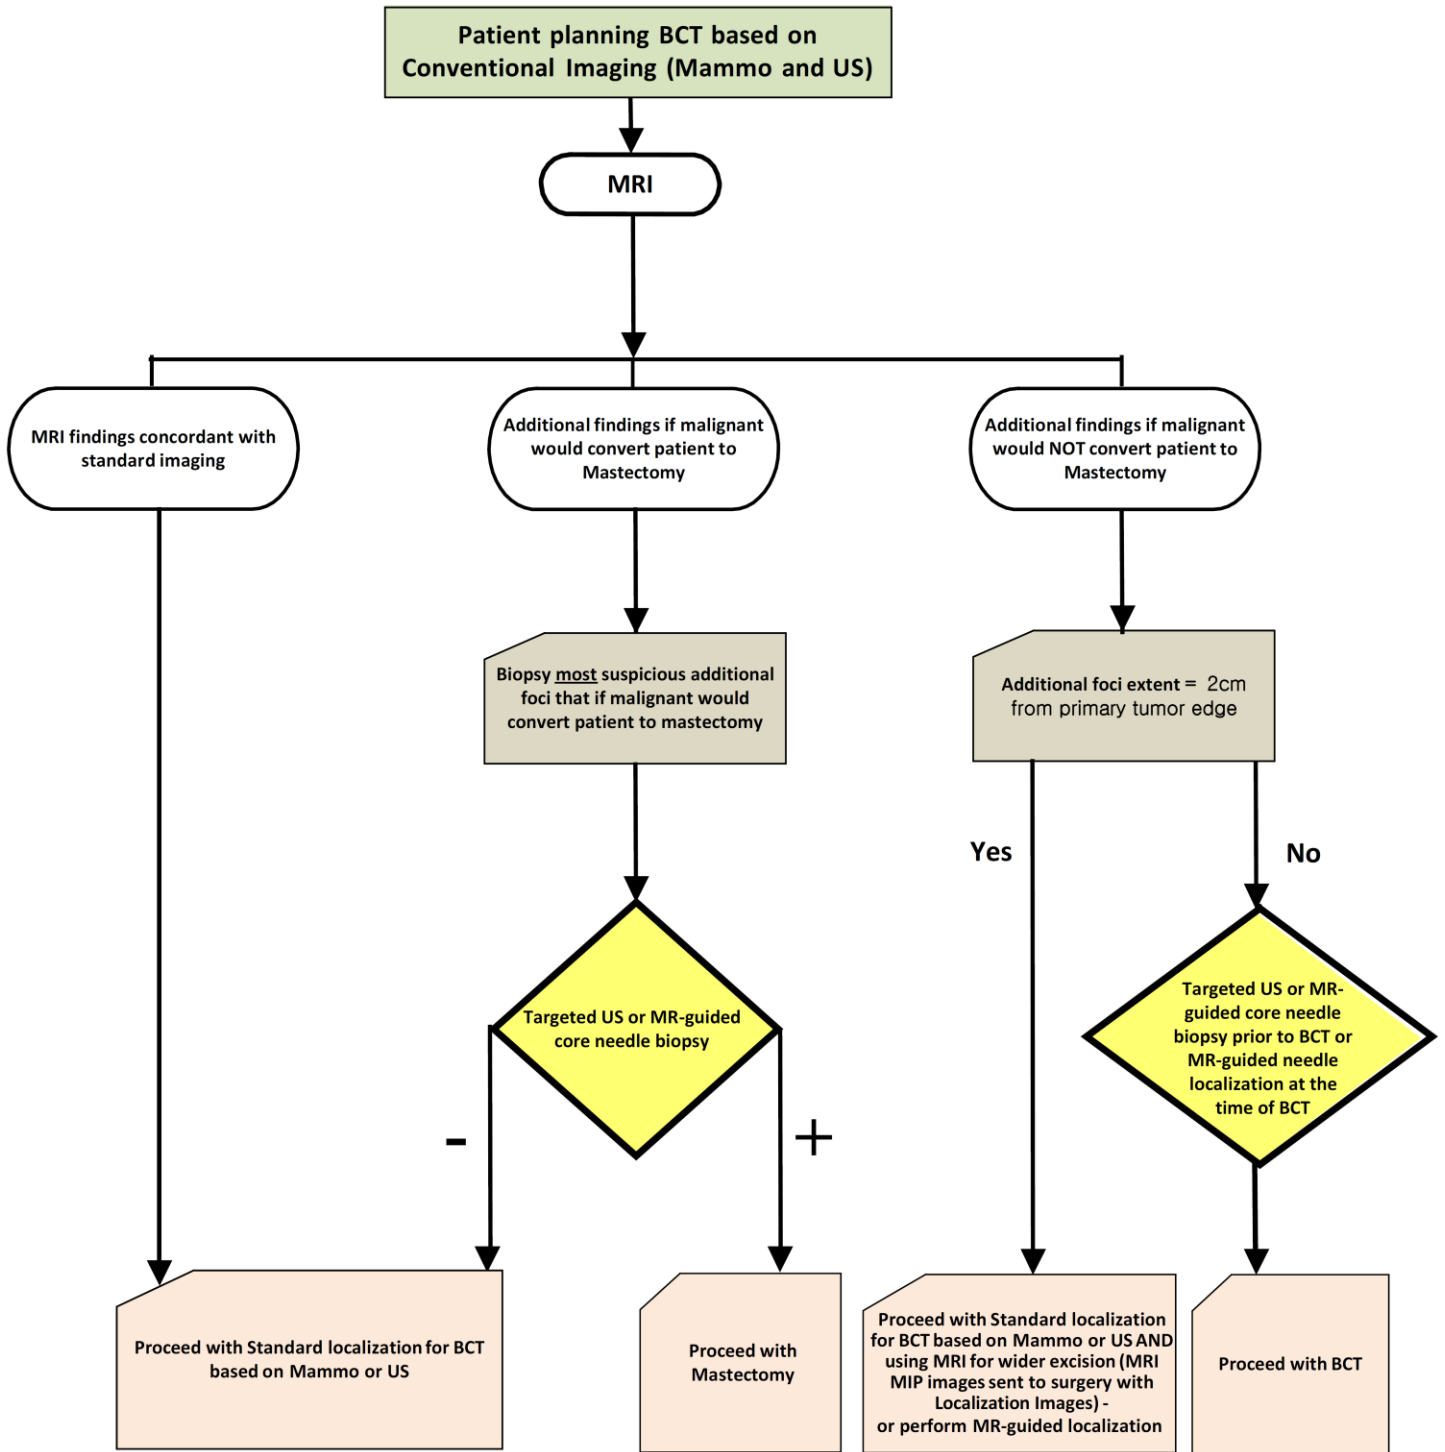 Patient planning BCT based on
Conventional Imaging (Mammo and US)
MRI
MRI findings concordant with
standard imaging
Additional findings if malignant
would convert patient to
Mastectomy
Additional findings if malignant
would NOT convert patient to
Mastectomy
Biopsy most suspicious additional
foci that if malignant would
convert patient to mastectomy
Additional foci extent = 2cm
from primary tumor edge
Yes
No
Targeted US or MR-guided
core needle biopsy
Targeted US or MR-
guided core needle
biopsy prior to BCT or
MR-guided needle
localization at the
time of BCT
-
+
Proceed with Standard localization for BCT
based on Mammo or US
Proceed with
Mastectomy
Proceed with Standard localization
for BCT based on Mammo or US AND
using MRI for wider excision (MRI
MIP images sent to surgery with
Localization Images) -
or perform MR-guided localization
Proceed with BCT